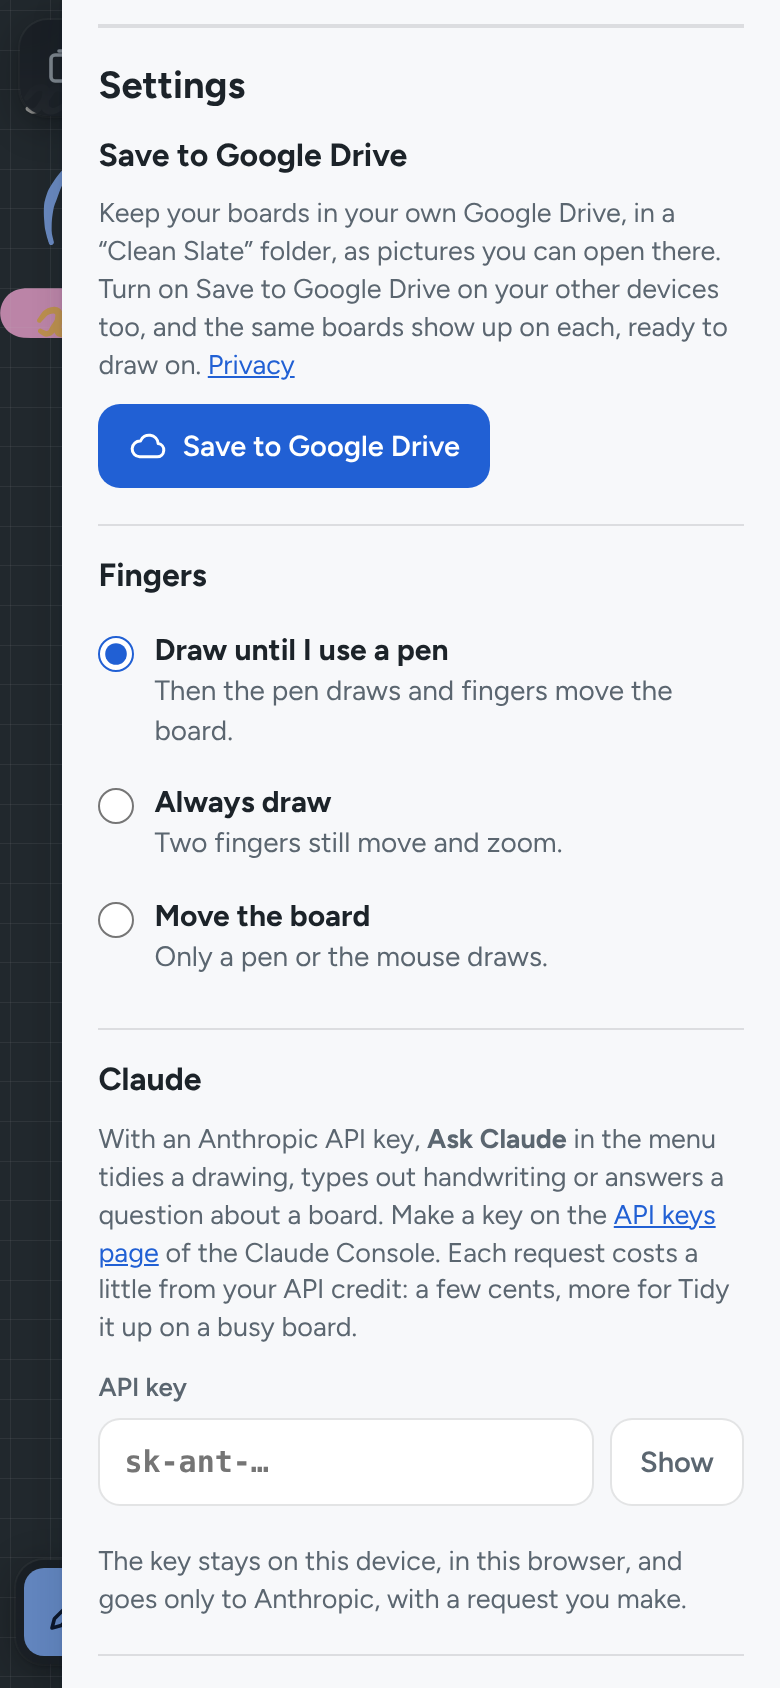 Settings
Save to Google Drive
Keep your boards in your own Google Drive, in a
“Clean Slate” folder, as pictures you can open there.
Turn on Save to Google Drive on your other devices
too, and the same boards show up on each, ready to
draw on. Privacy
Save to Google Drive
Fingers
Draw until I use a pen
Then the pen draws and fingers move the
board.
Always draw
Two fingers still move and zoom.
Move the board
Only a pen or the mouse draws.
Claude
With an Anthropic API key, Ask Claude in the menu
tidies a drawing, types out handwriting or answers a
question about a board. Make a key on the API keys
page of the Claude Console. Each request costs a
little from your API credit: a few cents, more for Tidy
it up on a busy board.
API key
sk-ant-…
Show
The key stays on this device, in this browser, and
goes only to Anthropic, with a request you make.